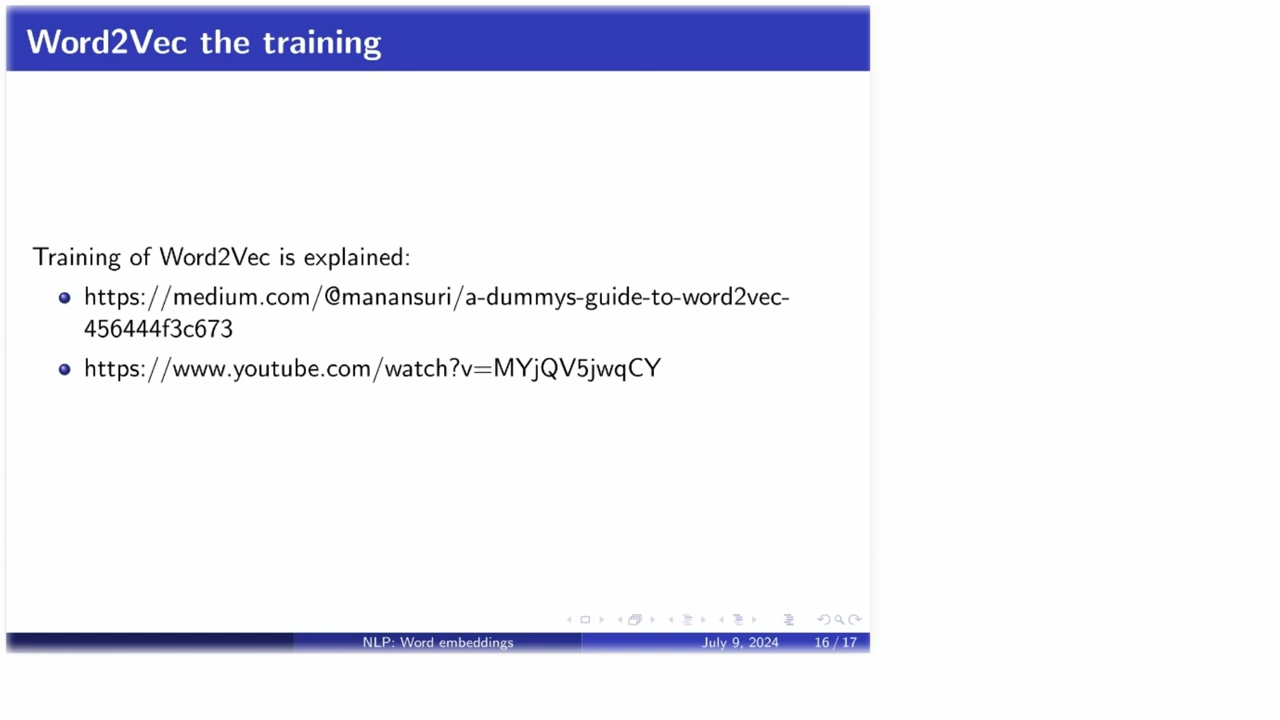 Word2Vec the training
Training of Word2Vec is explained:
https://medium.com/@manansuri/a-dummys-guide-to-word2vec-
456444f3c673
https://www.youtube.com/watch?v=MYjQV5jwqCY
NLP: Word embeddings July 9, 2024 16 / 17